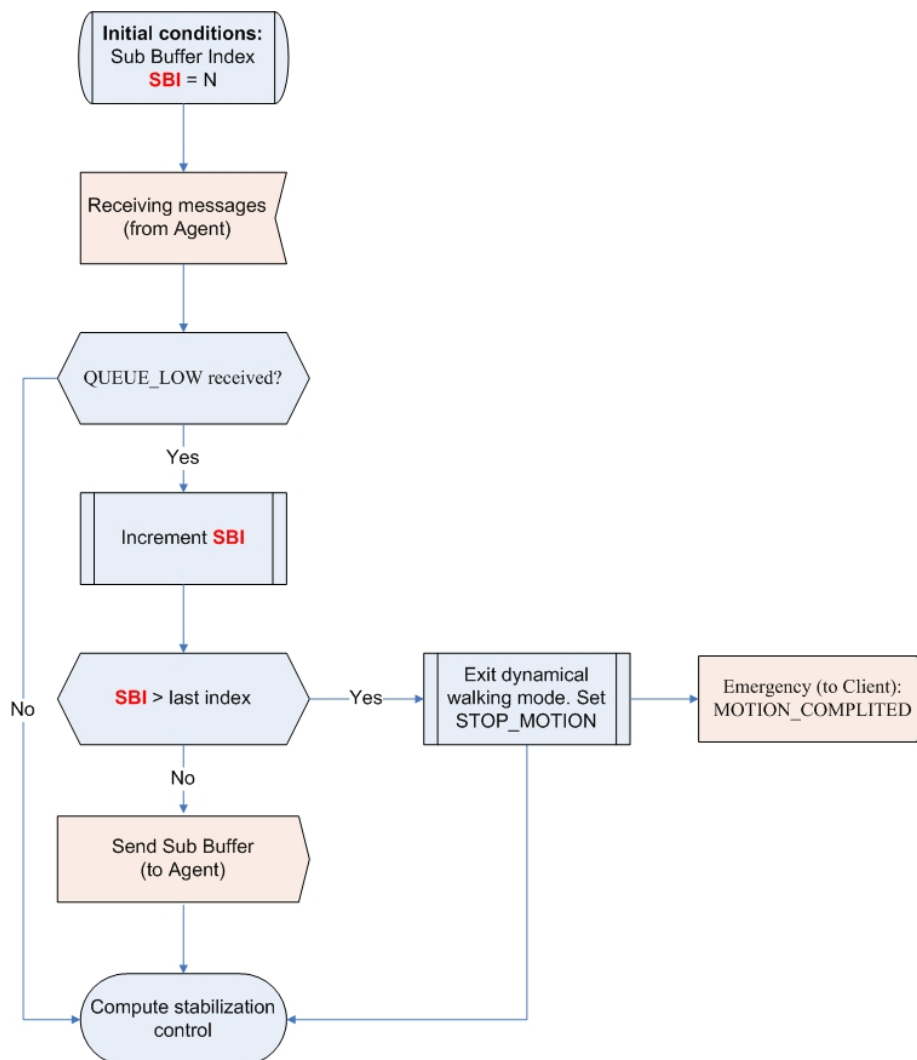 Initial conditions:
Sub Buffer Index
SBI = N
Receiving messages
(from Agent)
QUEUE_LOW received?
Yes
Increment SBI
SBI > last index
Yes
Exit dynamical
walking mode. Set
STOP_MOTION
Emergency (to Client):
MOTION_COMPLITED
No
No
Send Sub Buffer
(to Agent)
Compute stabilization
control